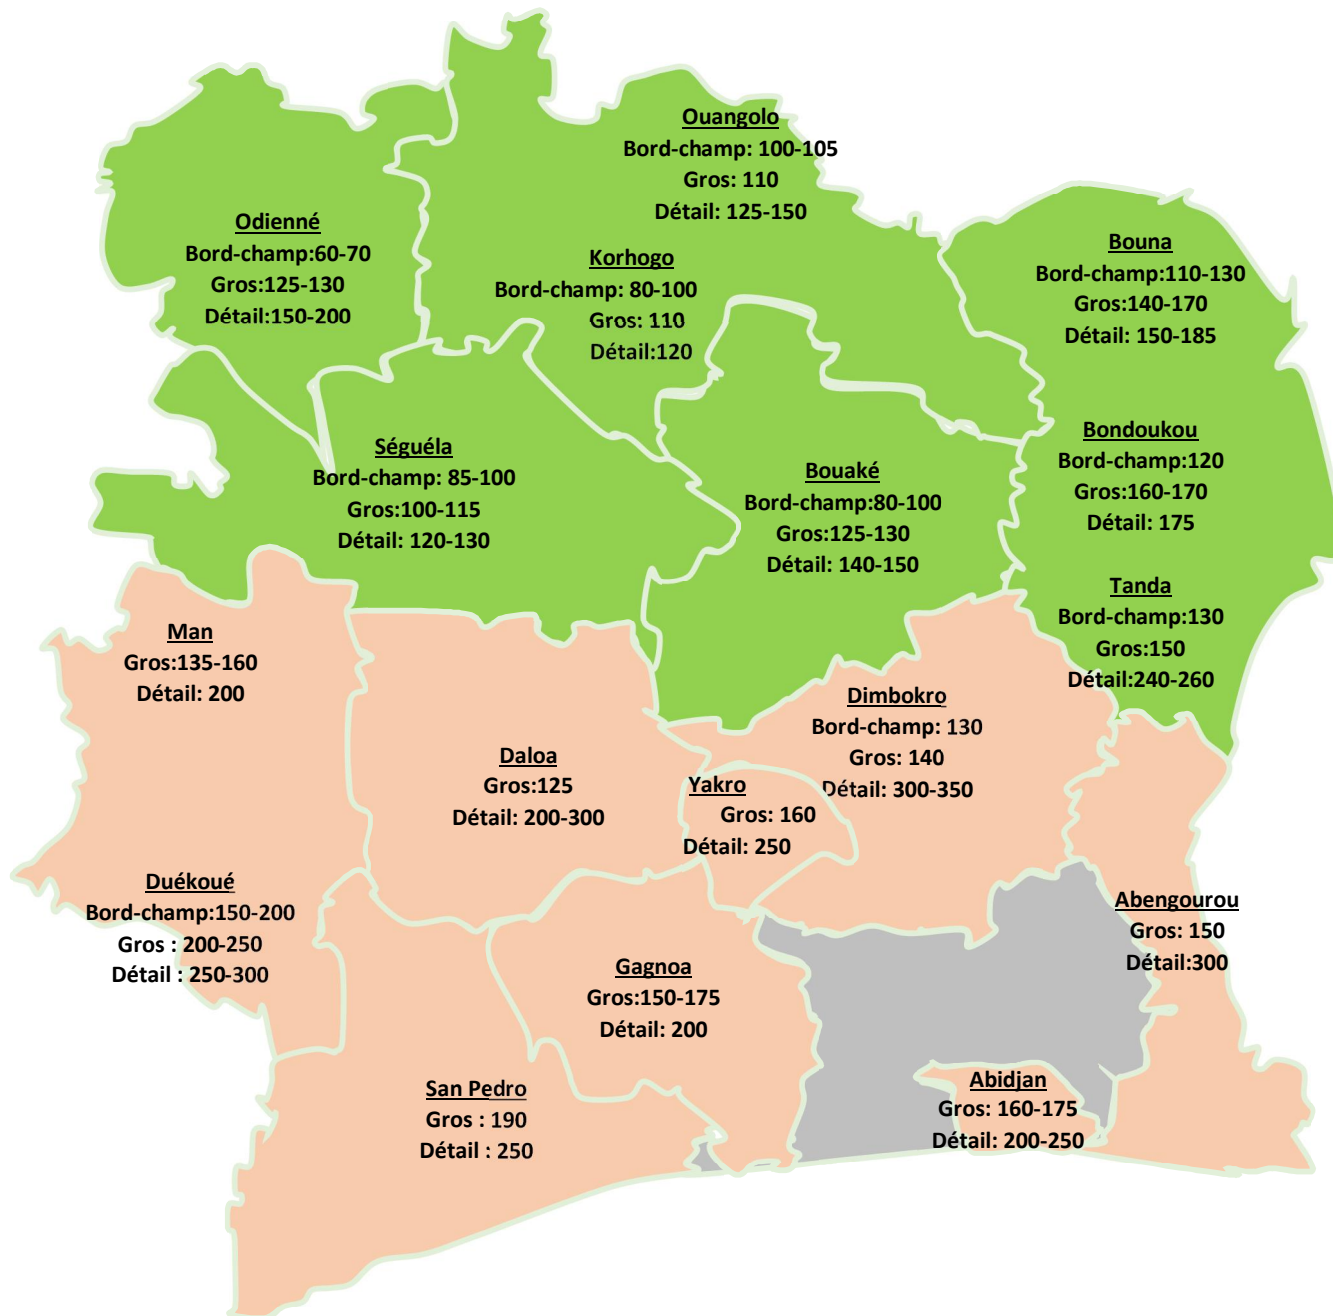 Ouangolo
Bord-champ: 100-105
Gros: 110
Détail: 125-150
Odienné
Bord-champ:60-70
Gros:125-130
Détail:150-200
Korhogo
Bord-champ: 80-100
Gros: 110
Détail:120
Bouna
Bord-champ:110-130
Gros:140-170
Détail: 150-185
Séguéla
Bord-champ: 85-100
Gros:100-115
Détail: 120-130
Bouaké
Bord-champ:80-100
Gros:125-130
Détail: 140-150
Bondoukou
Bord-champ:120
Gros:160-170
Détail: 175
Tanda
Bord-champ:130
Gros:150
Détail:240-260
Man
Gros:135-160
Détail: 200
Dimbokro
Bord-champ: 130
Gros: 140
Détail: 300-350
Daloa
Gros:125
Détail: 200-300
Yakro
Gros: 160
Détail: 250
Duékoué
Bord-champ:150-200
Gros : 200-250
Détail : 250-300
Abengourou
Gros: 150
Détail:300
Gagnoa
Gros:150-175
Détail: 200
San Pedro
Gros : 190
Détail : 250
Abidjan
Gros: 160-175
Détail: 200-250